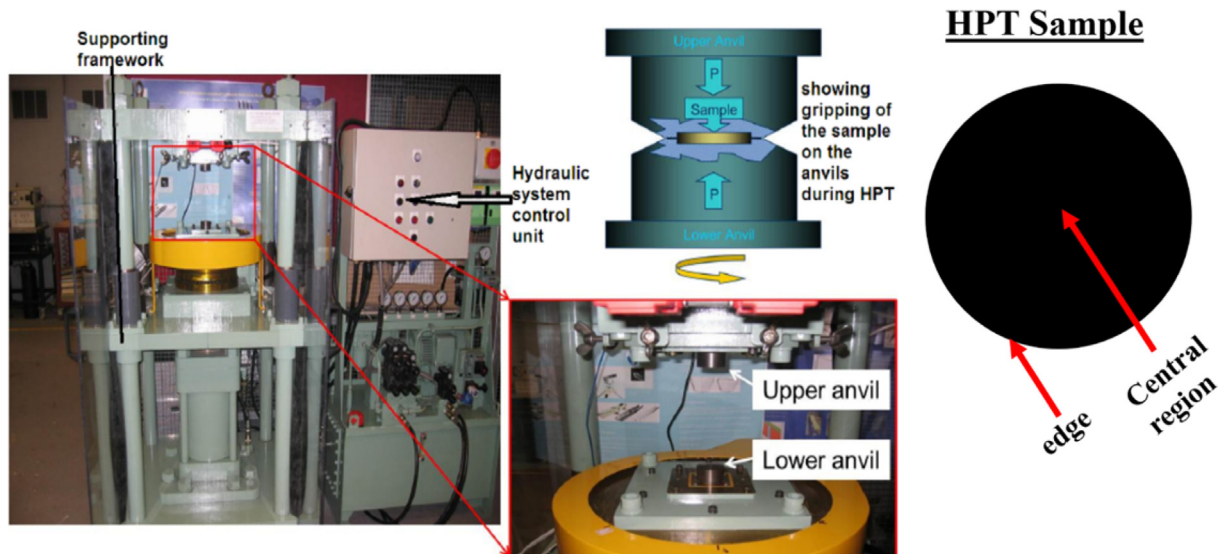 Supporting
framework
Hydraulic
system
control
unit
Upper Anvil
P
Sample
P
Lower Anvil
showing
gripping of
the sample
on the
anvils
during HPT
Upper anvil
Lower anvil
HPT Sample
edge
Central
region